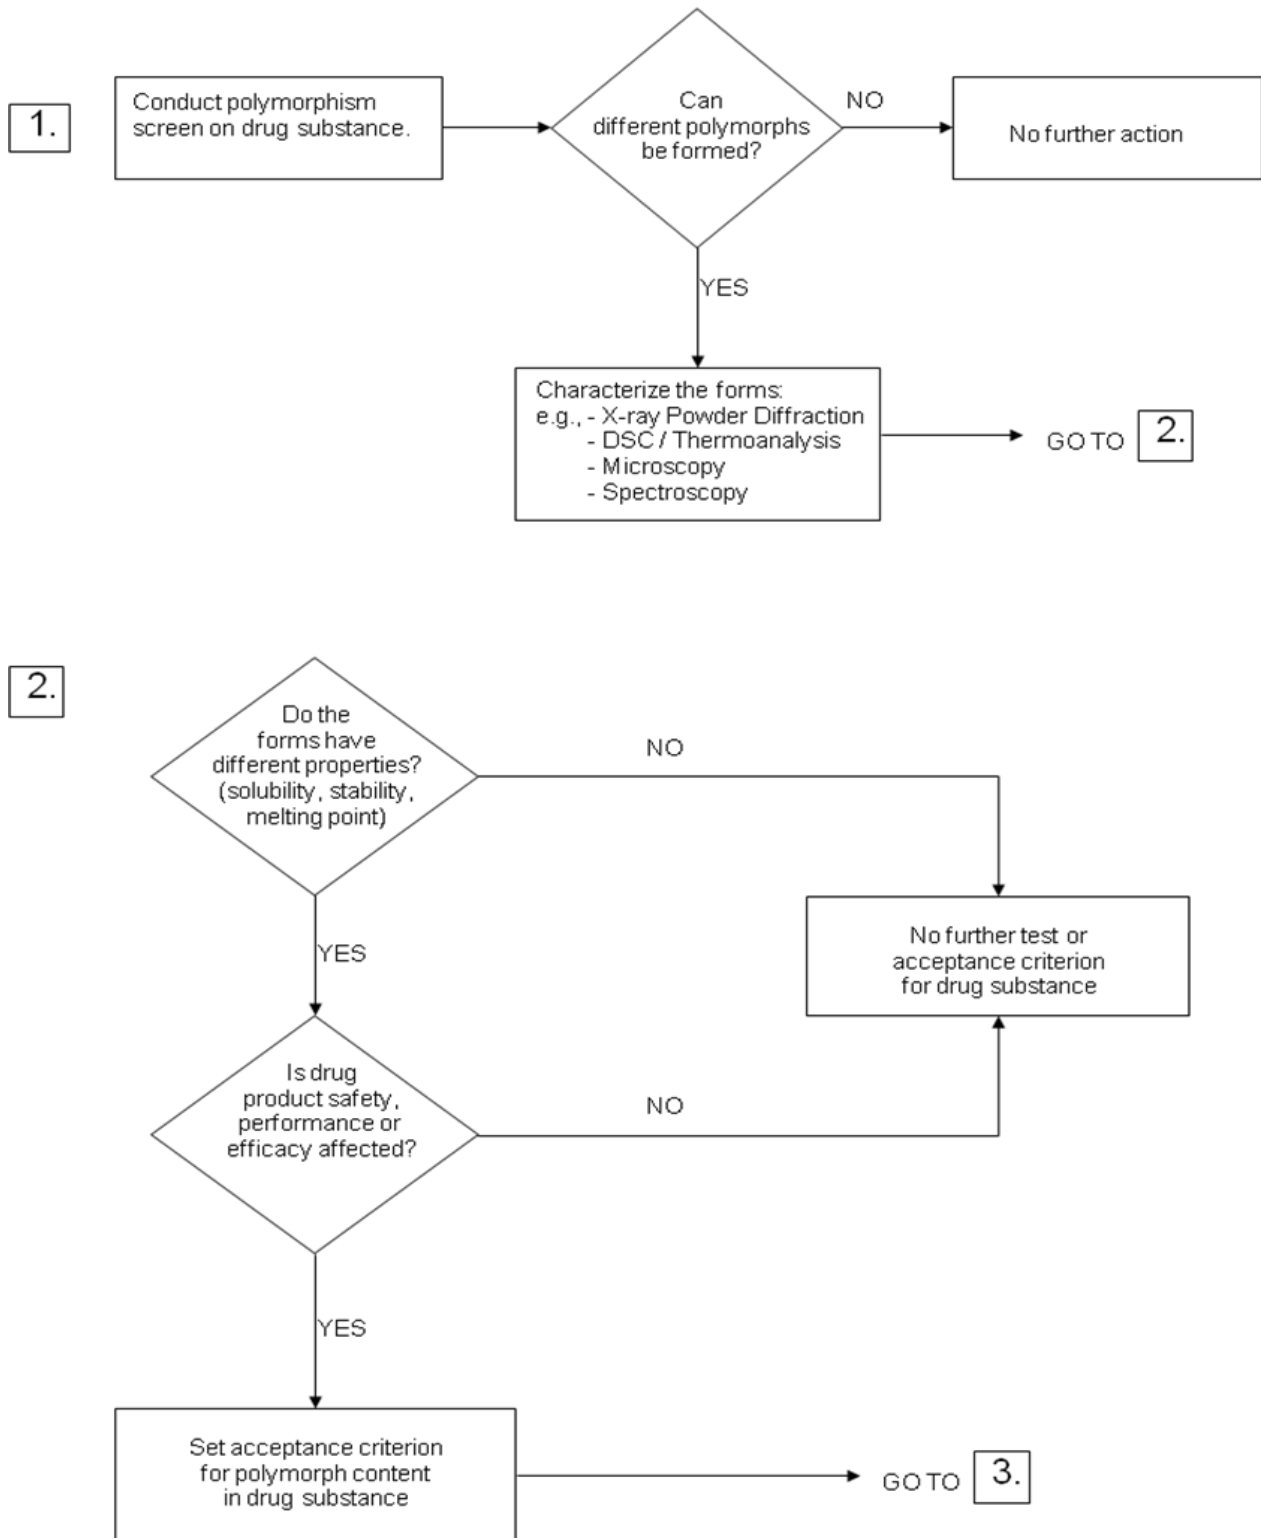 1.
Conduct polymorphism
screen on drug substance.
Can
different polymorphs
be formed?
NO
No further action
YES
Characterize the forms:
e.g., - X-ray Powder Diffraction
- DSC / Thermoanalysis
- Microscopy
- Spectroscopy
GO TO 2.
2.
Do the
forms have
different properties?
(solubility, stability,
melting point)
NO
YES
No further test or
acceptance criterion
for drug substance
Is drug
product safety,
performance or
efficacy affected?
NO
YES
Set acceptance criterion
for polymorph content
in drug substance
GO TO 3.